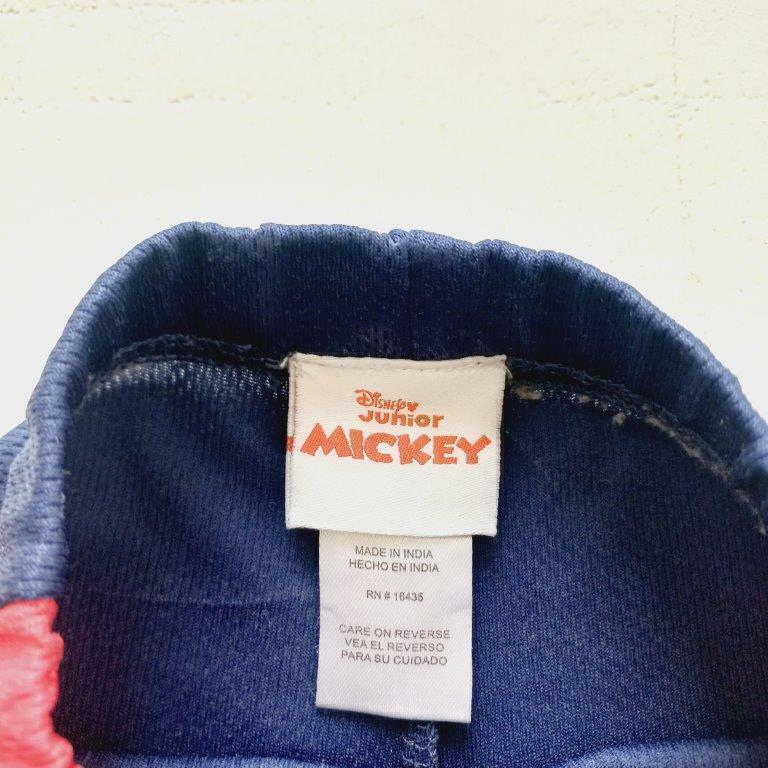 Disney
Junior
MICKEY
MADE IN INDIA
HECHO EN INDIA
RN # 16435
CARE ON REVERSE
VEA EL REVERSO
PARA SU CUIDADO